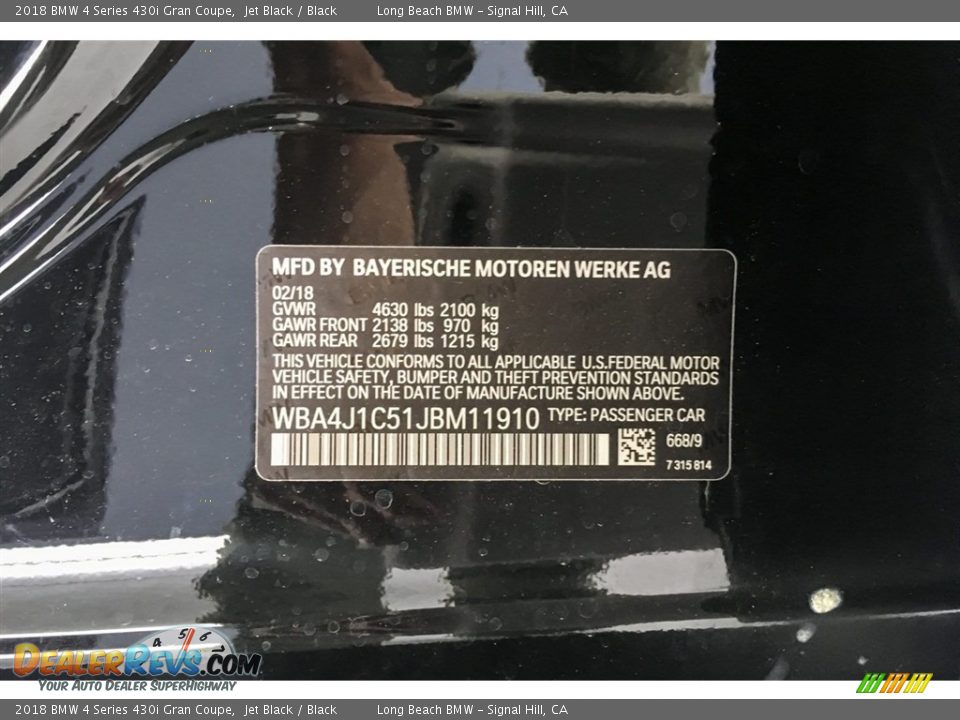 2018 BMW 4 Series 430i Gran Coupe, Jet Black / Black Long Beach BMW - Signal Hill, CA
MFD BY BAYERISCHE MOTOREN WERKE AG
02/18
GVWR 4630 lbs 2100 kg
GAWR FRONT 2138 lbs 970 kg
GAWR REAR 2679 lbs 1215 kg
THIS VEHICLE CONFORMS TO ALL APPLICABLE U.S.FEDERAL MOTOR
VEHICLE SAFETY, BUMPER AND THEFT PREVENTION STANDARDS
IN EFFECT ON THE DATE OF MANUFACTURE SHOWN ABOVE.
WBA4J1C51JBM11910 TYPE: PASSENGER CAR
668/9
7 315 814
4 5 6 7
DEALERREVS.COM
YOUR AUTO DEALER SUPERHIGHWAY
2018 BMW 4 Series 430i Gran Coupe, Jet Black / Black Long Beach BMW - Signal Hill, CA